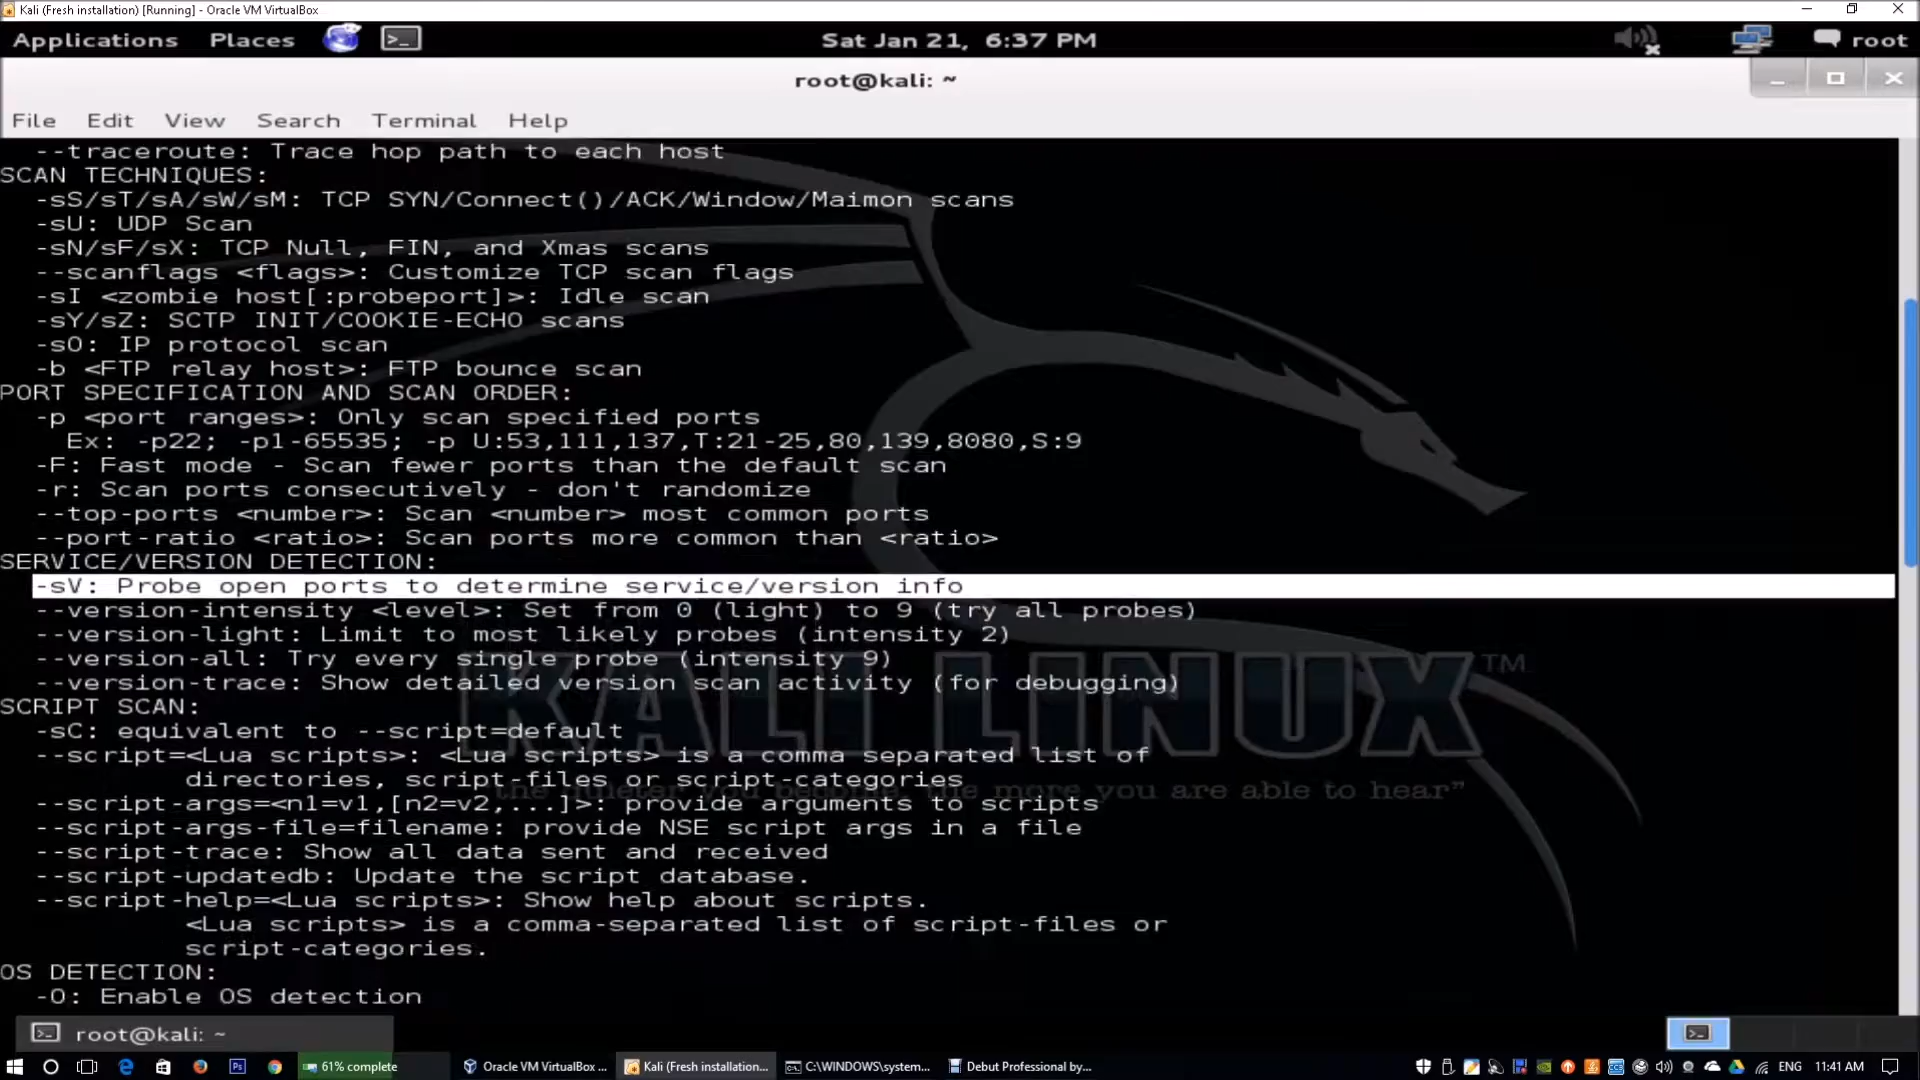 Kali (Fresh installation) [Running] - Oracle VM VirtualBox
Applications Places Sat Jan 21, 6:37 PM root
root@kali: ~
File Edit View Search Terminal Help
--traceroute: Trace hop path to each host
SCAN TECHNIQUES:
-sS/sT/sA/sW/sM: TCP SYN/Connect()/ACK/Window/Maimon scans
-sU: UDP Scan
-sN/sF/sX: TCP Null, FIN, and Xmas scans
--scanflags <flags>: Customize TCP scan flags
-sI <zombie host[:probeport]>: Idle scan
-sY/sZ: SCTP INIT/COOKIE-ECHO scans
-sO: IP protocol scan
-b <FTP relay host>: FTP bounce scan
PORT SPECIFICATION AND SCAN ORDER:
-p <port ranges>: Only scan specified ports
Ex: -p22; -p1-65535; -p U:53,111,137,T:21-25,80,139,8080,S:9
-F: Fast mode - Scan fewer ports than the default scan
-r: Scan ports consecutively - don't randomize
--top-ports <number>: Scan <number> most common ports
--port-ratio <ratio>: Scan ports more common than <ratio>
SERVICE/VERSION DETECTION:
-sV: Probe open ports to determine service/version info
--version-intensity <level>: Set from 0 (light) to 9 (try all probes)
--version-light: Limit to most likely probes (intensity 2)
--version-all: Try every single probe (intensity 9)
--version-trace: Show detailed version scan activity (for debugging)
KALI LINUX TM
SCRIPT SCAN:
-sC: equivalent to --script=default
--script=<Lua scripts>: <Lua scripts> is a comma separated list of
directories, script-files or script-categories
the quieter you become, the more you are able to hear”
--script-args=<n1=v1,[n2=v2,...]>: provide arguments to scripts
--script-args-file=filename: provide NSE script args in a file
--script-trace: Show all data sent and received
--script-updatedb: Update the script database.
--script-help=<Lua scripts>: Show help about scripts.
<Lua scripts> is a comma-separated list of script-files or
script-categories.
OS DETECTION:
-O: Enable OS detection
root@kali: ~
61% complete Oracle VM VirtualBox ... Kali (Fresh installation... C:\WINDOWS\system... Debut Professional by... ENG 11:41 AM